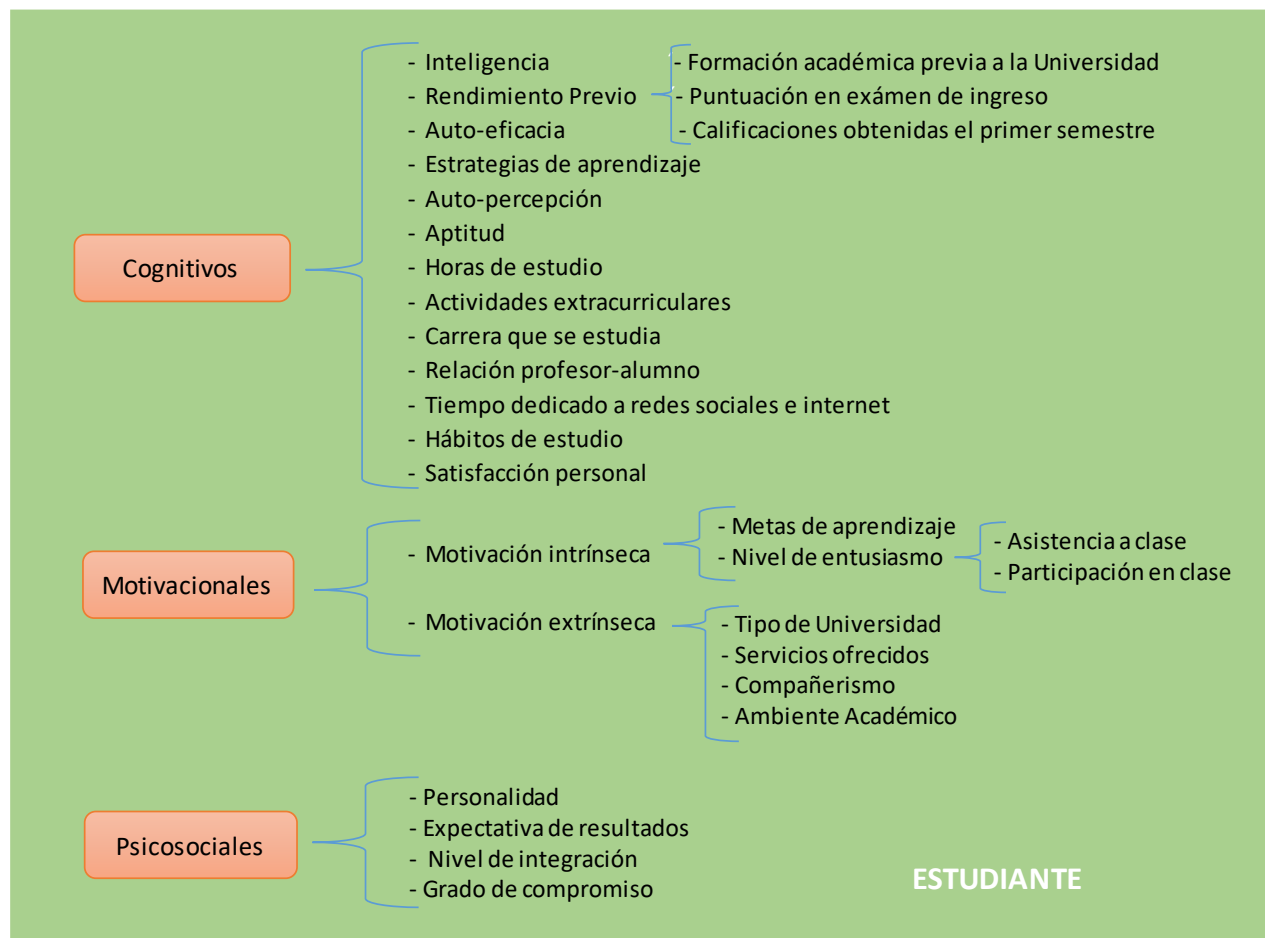 Cognitivos
- Inteligencia
- Rendimiento Previo
- Formación académica previa a la Universidad
- Puntuación en exámen de ingreso
- Calificaciones obtenidas el primer semestre
- Auto-eficacia
- Estrategias de aprendizaje
- Auto-percepción
- Aptitud
- Horas de estudio
- Actividades extracurriculares
- Carrera que se estudia
- Relación profesor-alumno
- Tiempo dedicado a redes sociales e internet
- Hábitos de estudio
- Satisfacción personal
Motivacionales
- Motivación intrínseca
- Metas de aprendizaje
- Nivel de entusiasmo
- Asistencia a clase
- Participación en clase
- Motivación extrínseca
- Tipo de Universidad
- Servicios ofrecidos
- Compañerismo
- Ambiente Académico
Psicosociales
- Personalidad
- Expectativa de resultados
- Nivel de integración
- Grado de compromiso
ESTUDIANTE